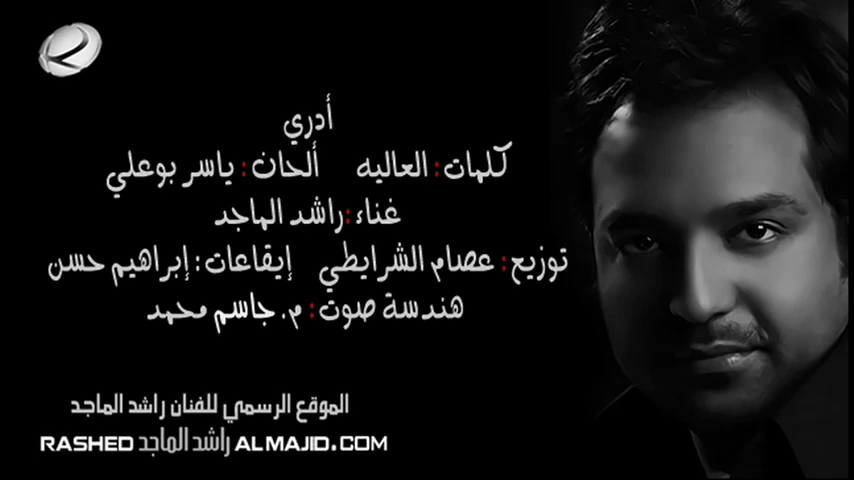 أدري
كلمات: العاليه ألحان: ياسر بوعلي
غناء: راشد الماجد
توزيع: عصام الشرايطي إيقاعات: إبراهيم حسن
هندسة صوت: م. جاسم محمد
الموقع الرسمي للفنان راشد الماجد
RASHED راشد الماجد ALMAJID.COM